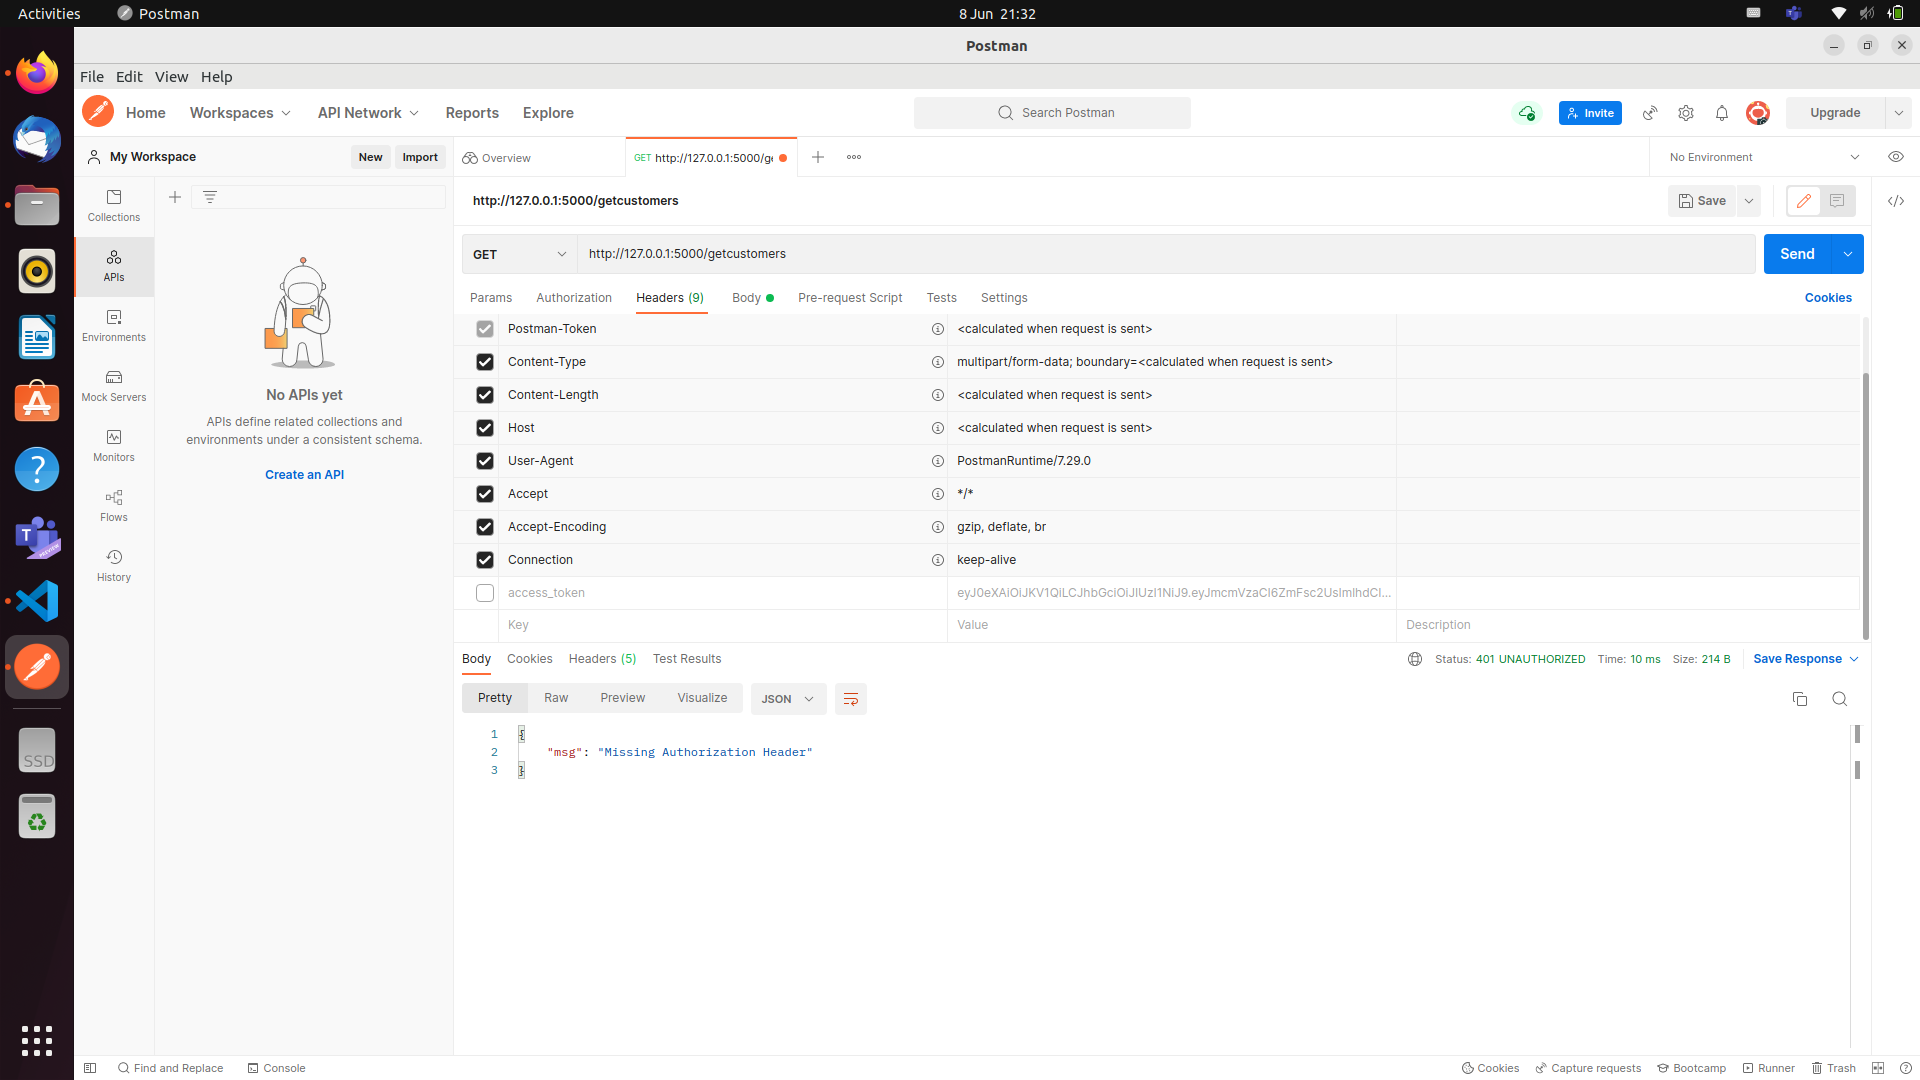 Activities
Postman
8 Jun 21:32
Postman
File Edit View Help
Home
Workspaces
API Network
Reports
Explore
Search Postman
Invite
Upgrade
My Workspace
New
Import
Overview
GET http://127.0.0.1:5000/ge
No Environment
Collections
APIs
Environments
Mock Servers
Monitors
Flows
History
No APIs yet
APIs define related collections and
environments under a consistent schema.
Create an API
http://127.0.0.1:5000/getcustomers
Save
GET
http://127.0.0.1:5000/getcustomers
Send
Params
Authorization
Headers (9)
Body
Pre-request Script
Tests
Settings
Cookies
Postman-Token <calculated when request is sent>
Content-Type multipart/form-data; boundary=<calculated when request is sent>
Content-Length <calculated when request is sent>
Host <calculated when request is sent>
User-Agent PostmanRuntime/7.29.0
Accept */*
Accept-Encoding gzip, deflate, br
Connection keep-alive
access_token
Key Value Description
Body
Cookies
Headers (5)
Test Results
Status: 401 UNAUTHORIZED Time: 10 ms Size: 214 B
Save Response
Pretty
Raw
Preview
Visualize
JSON
1 {
2 "msg": "Missing Authorization Header"
3 }
SSD
Find and Replace
Console
Cookies
Capture requests
Bootcamp
Runner
Trash